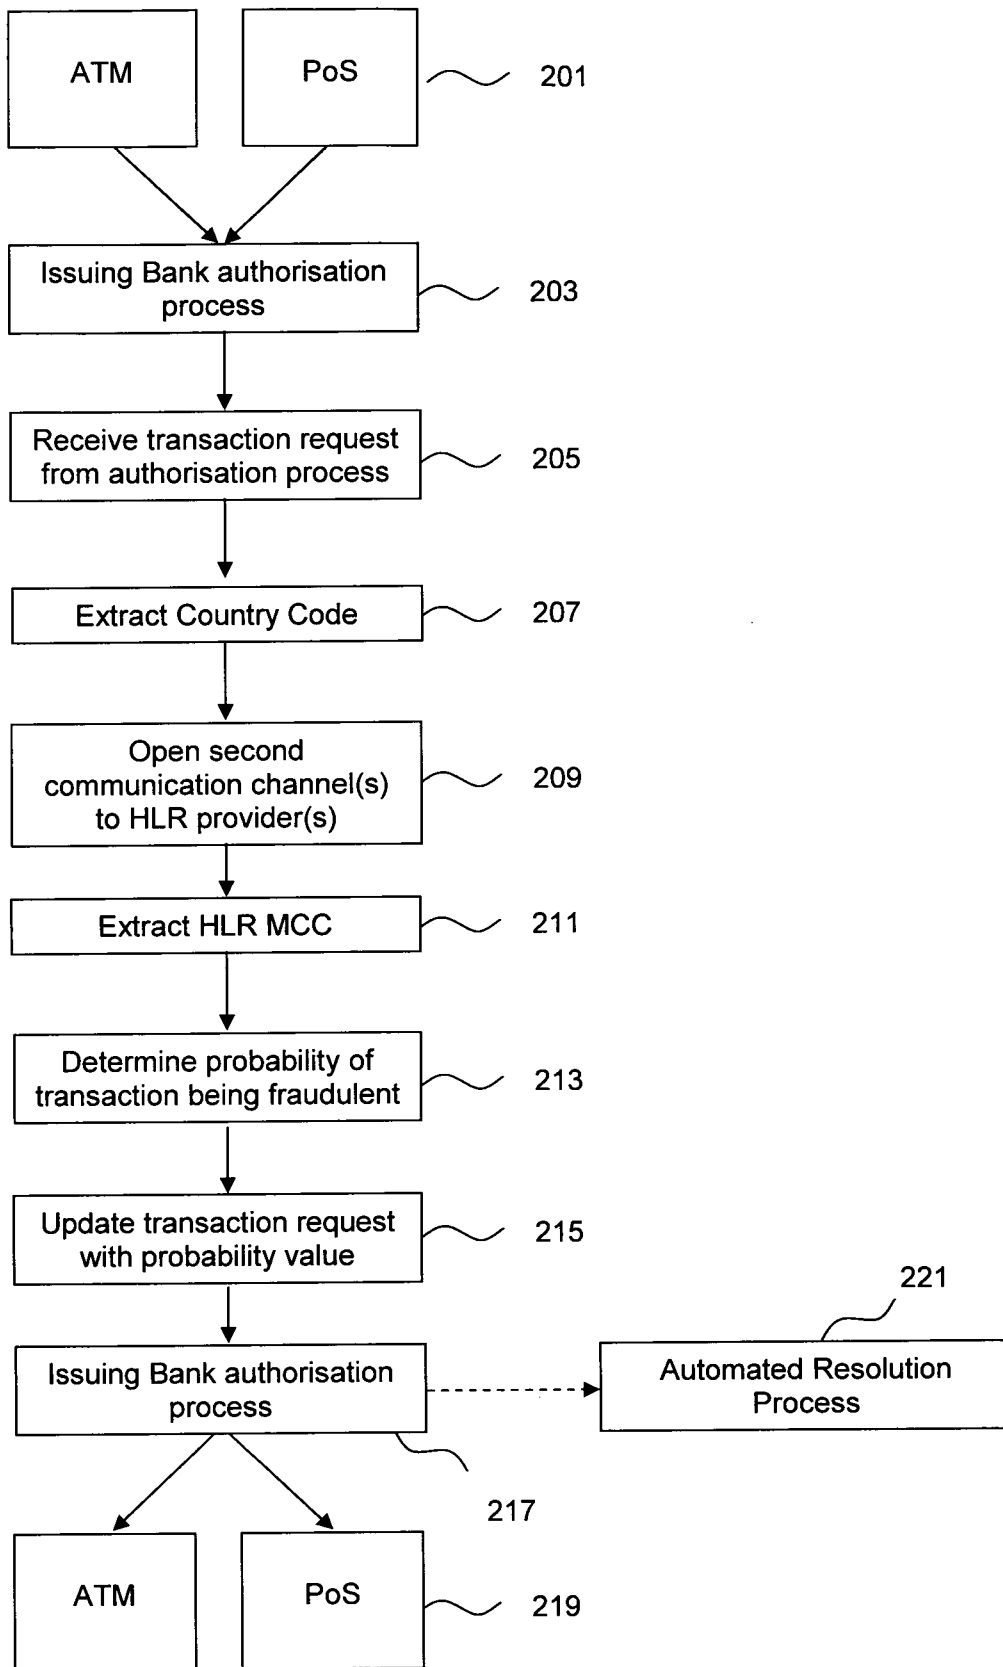 ATM
PoS
201
Issuing Bank authorisation
process
203
Receive transaction request
from authorisation process
205
Extract Country Code
207
Open second
communication channel(s)
to HLR provider(s)
209
Extract HLR MCC
211
Determine probability of
transaction being fraudulent
213
Update transaction request
with probability value
215
221
Issuing Bank authorisation
process
Automated Resolution
Process
217
ATM
PoS
219